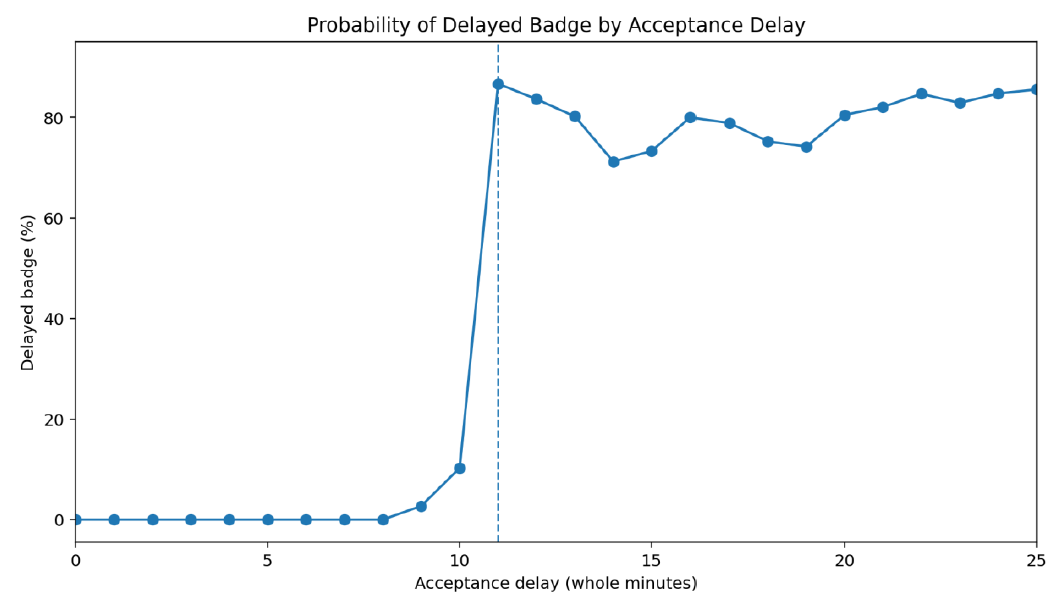 Probability of Delayed Badge by Acceptance Delay
Delayed badge (%)
80
60
40
20
0
0 5 10 15 20 25
Acceptance delay (whole minutes)